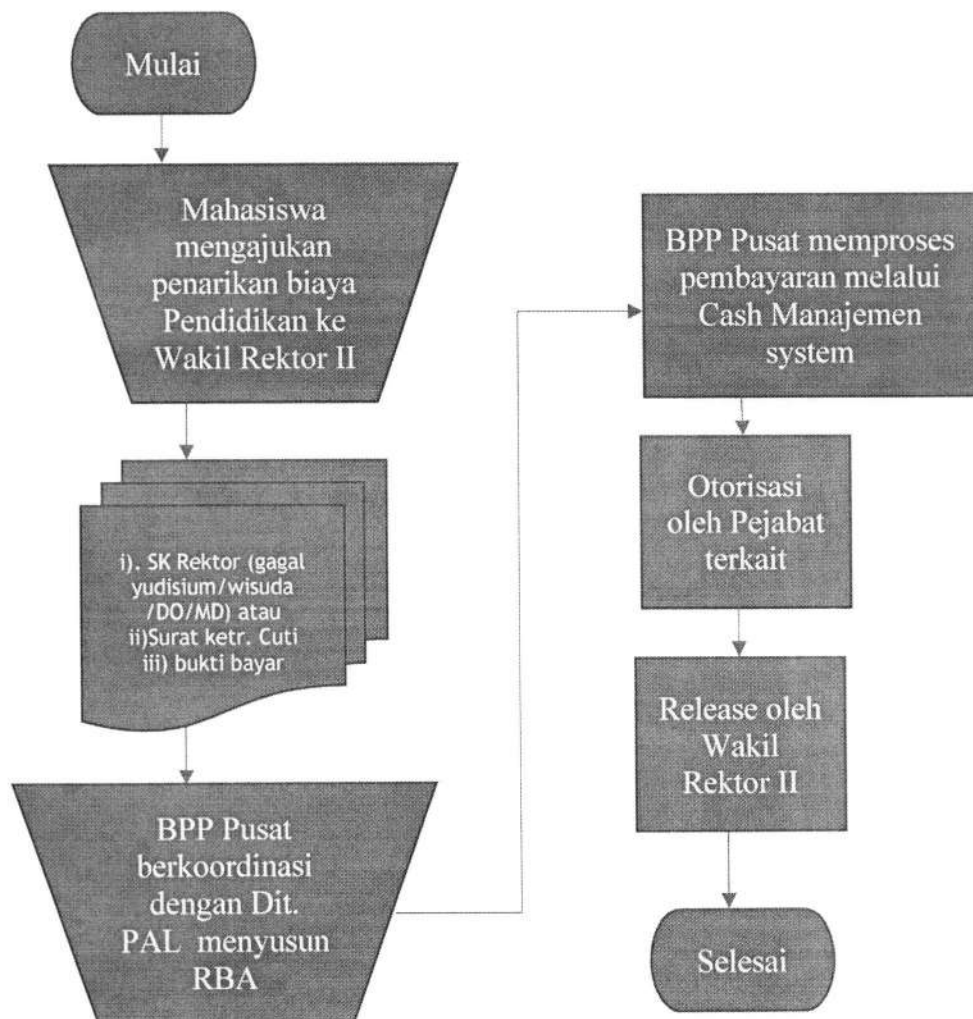 Mulai
Mahasiswa
mengajukan
penarikan biaya
Pendidikan ke
Wakil Rektor II
i). SK Rektor (gagal
yudisium/wisuda
/DO/MD) atau
ii)Surat ketr. Cuti
iii) bukti bayar
BPP Pusat
berkoordinasi
dengan Dit.
PAL menyusun
RBA
BPP Pusat memproses
pembayaran melalui
Cash Manajemen
system
Otorisasi
oleh Pejabat
terkait
Release oleh
Wakil
Rektor II
Selesai